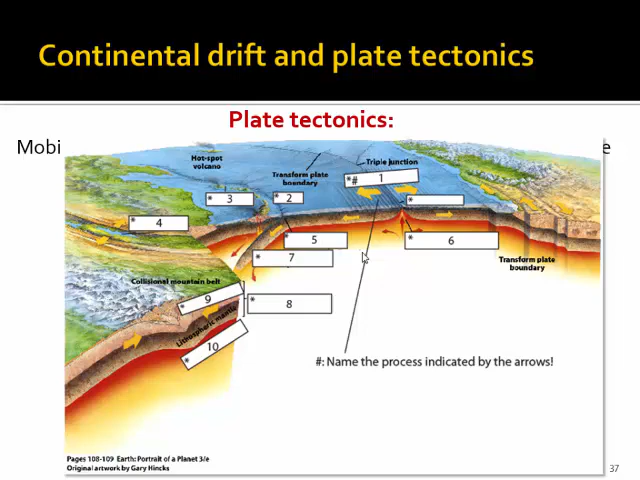 Continental drift and plate tectonics
Plate tectonics:
Mobi
e
Hot-spot
volcano
Transform plate
boundary
Triple junction
*# 1
*
* 2
* 3
* 4
* 5
* 6
* 7
Transform plate
boundary
Collisional mountain belt
* 9
* 8
Lithospheric mantle
* 10
#: Name the process indicated by the arrows!
Pages 108-109 Earth: Portrait of a Planet 3/e
Original artwork by Gary Hincks
37